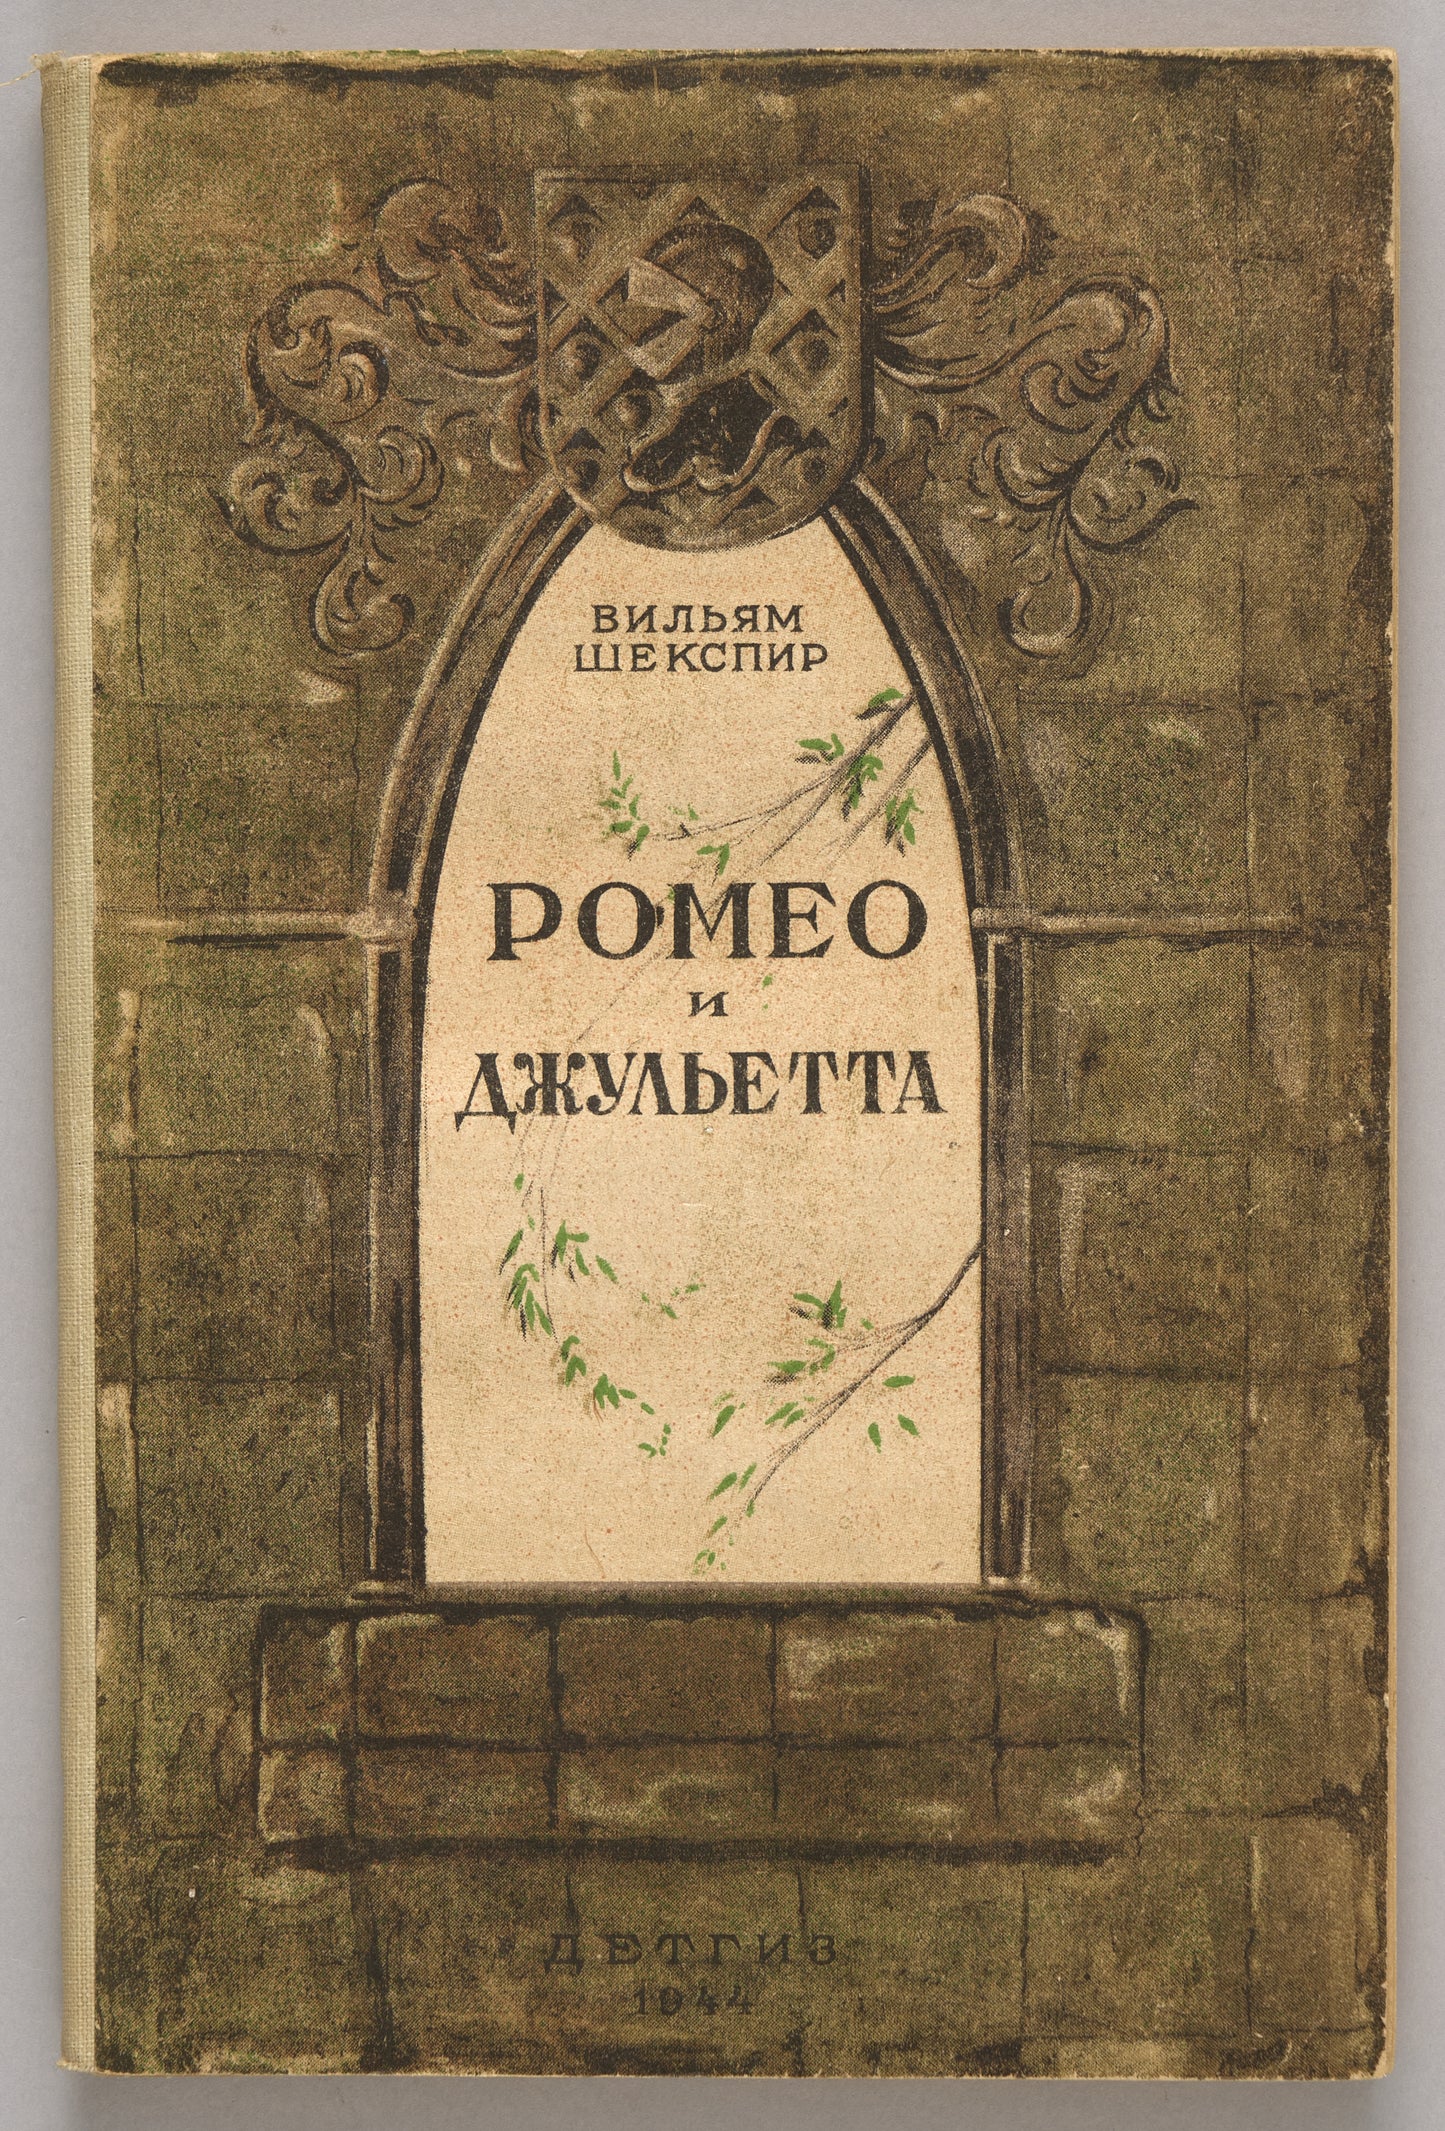 ВИЛЬЯМ
ШЕКСПИР
РОМЕО
И
ДЖУЛЬЕТТА
ДЕТГИЗ
1944